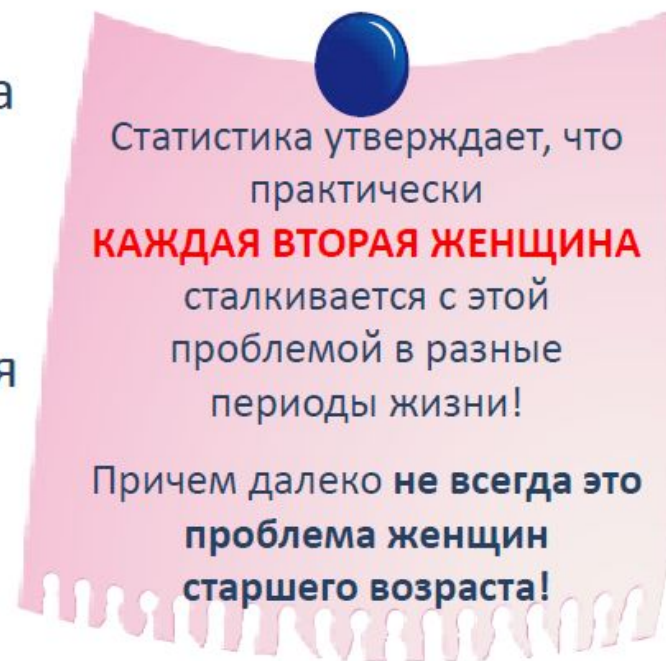 а
Статистика утверждает, что
практически
КАЖДАЯ ВТОРАЯ ЖЕНЩИНА
сталкивается с этой
проблемой в разные
я
периоды жизни!
Причем далеко не всегда это
проблема женщин
старшего возраста!